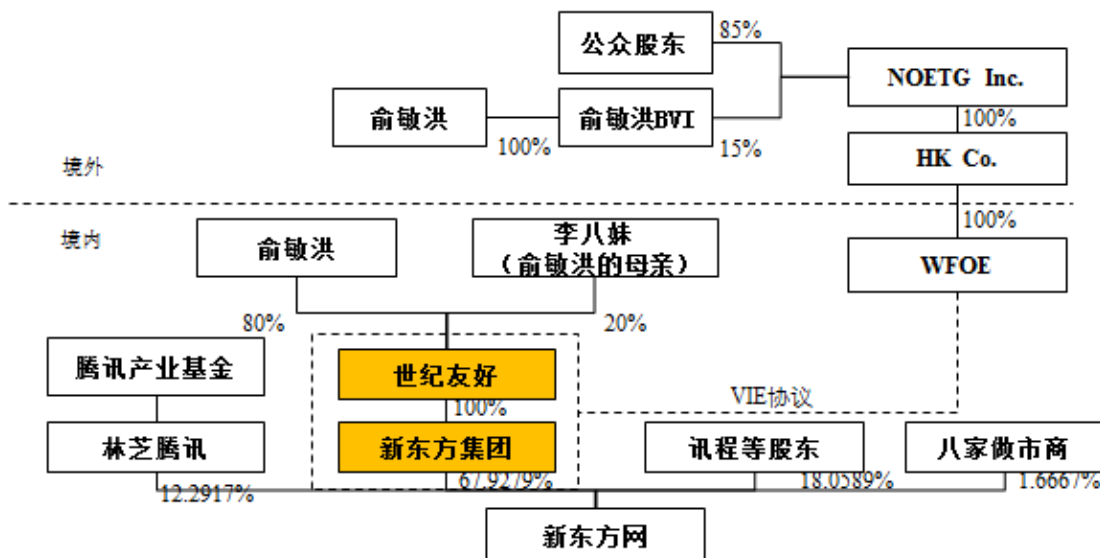 公众股东
85%
NOETG Inc.
俞敏洪
俞敏洪BVI
100%
15%
100%
HK Co.
境外
100%
境内
俞敏洪
李八妹
（俞敏洪的母亲）
WFOE
80%
20%
腾讯产业基金
世纪友好
100%
VIE协议
林芝腾讯
新东方集团
讯程等股东
八家做市商
12.2917%
67.9279%
18.0589%
1.6667%
新东方网